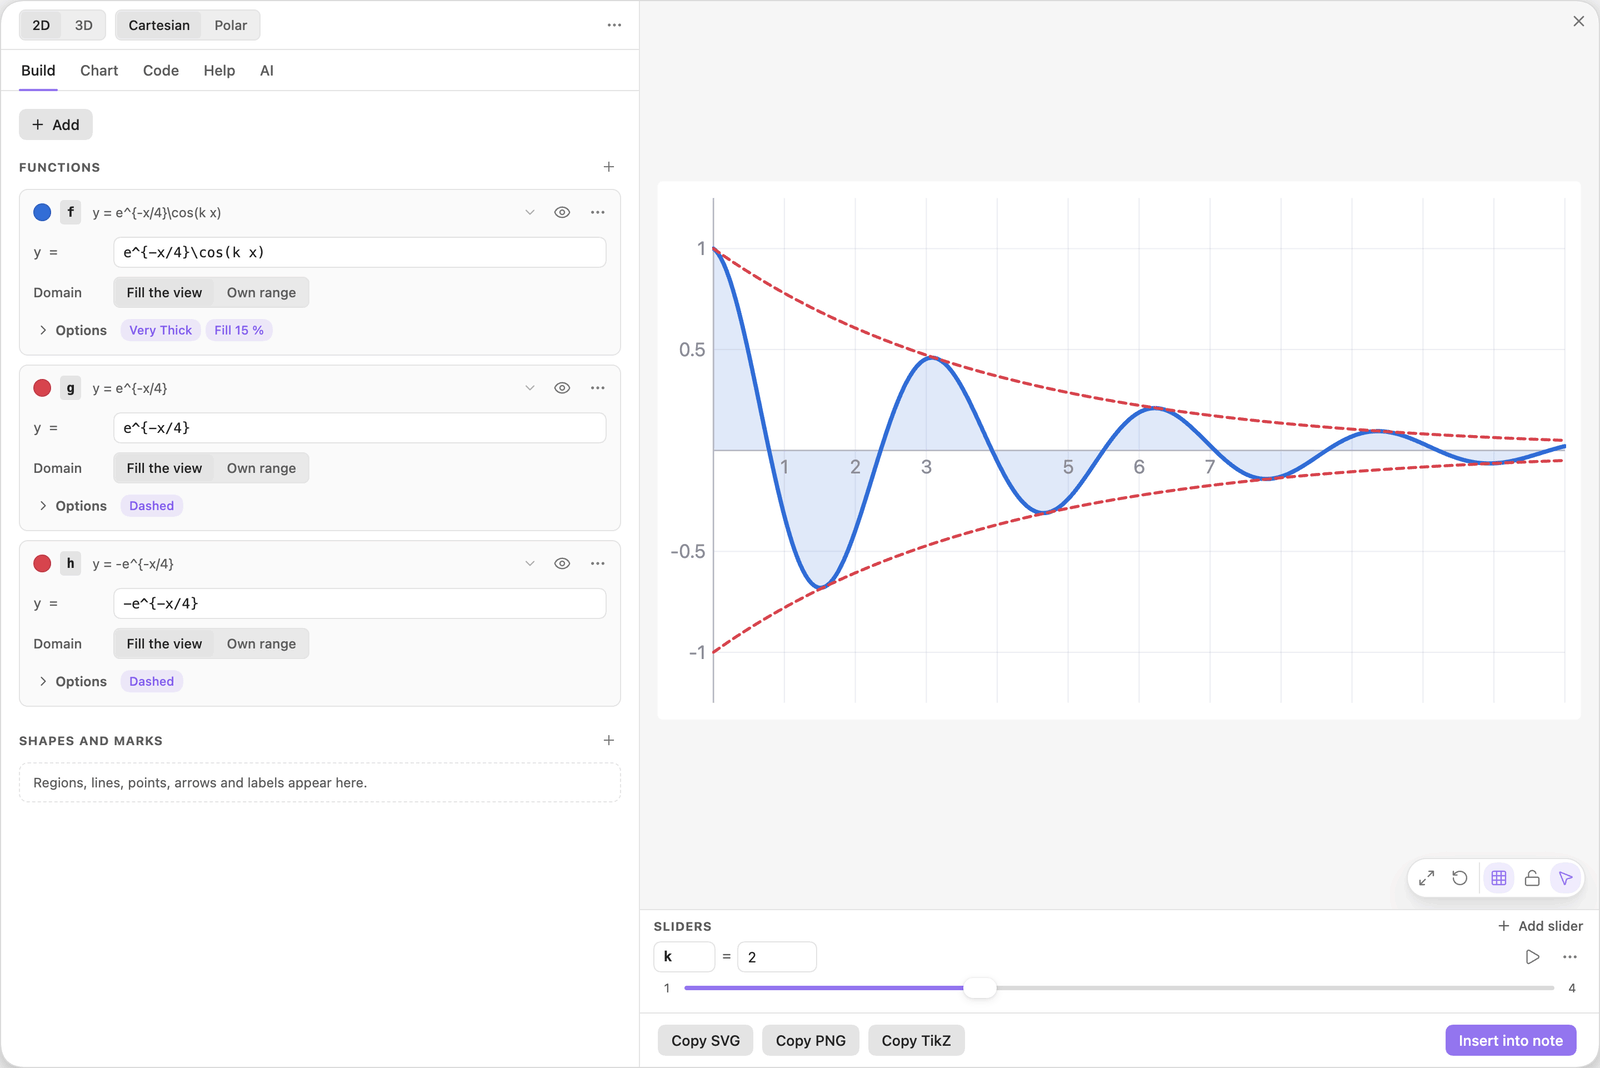 2D 3D Cartesian Polar
Build Chart Code Help AI
+ Add
FUNCTIONS
f y = e^{-x/4}\cos(k x)
y = e^{-x/4}\cos(k x)
Domain Fill the view Own range
Options Very Thick Fill 15 %
g y = e^{-x/4}
y = e^{-x/4}
Domain Fill the view Own range
Options Dashed
h y = -e^{-x/4}
y = -e^{-x/4}
Domain Fill the view Own range
Options Dashed
SHAPES AND MARKS
Regions, lines, points, arrows and labels appear here.
1
0.5
1 2 3 5 6 7
-0.5
-1
SLIDERS + Add slider
k = 2
1 4
Copy SVG Copy PNG Copy TikZ Insert into note